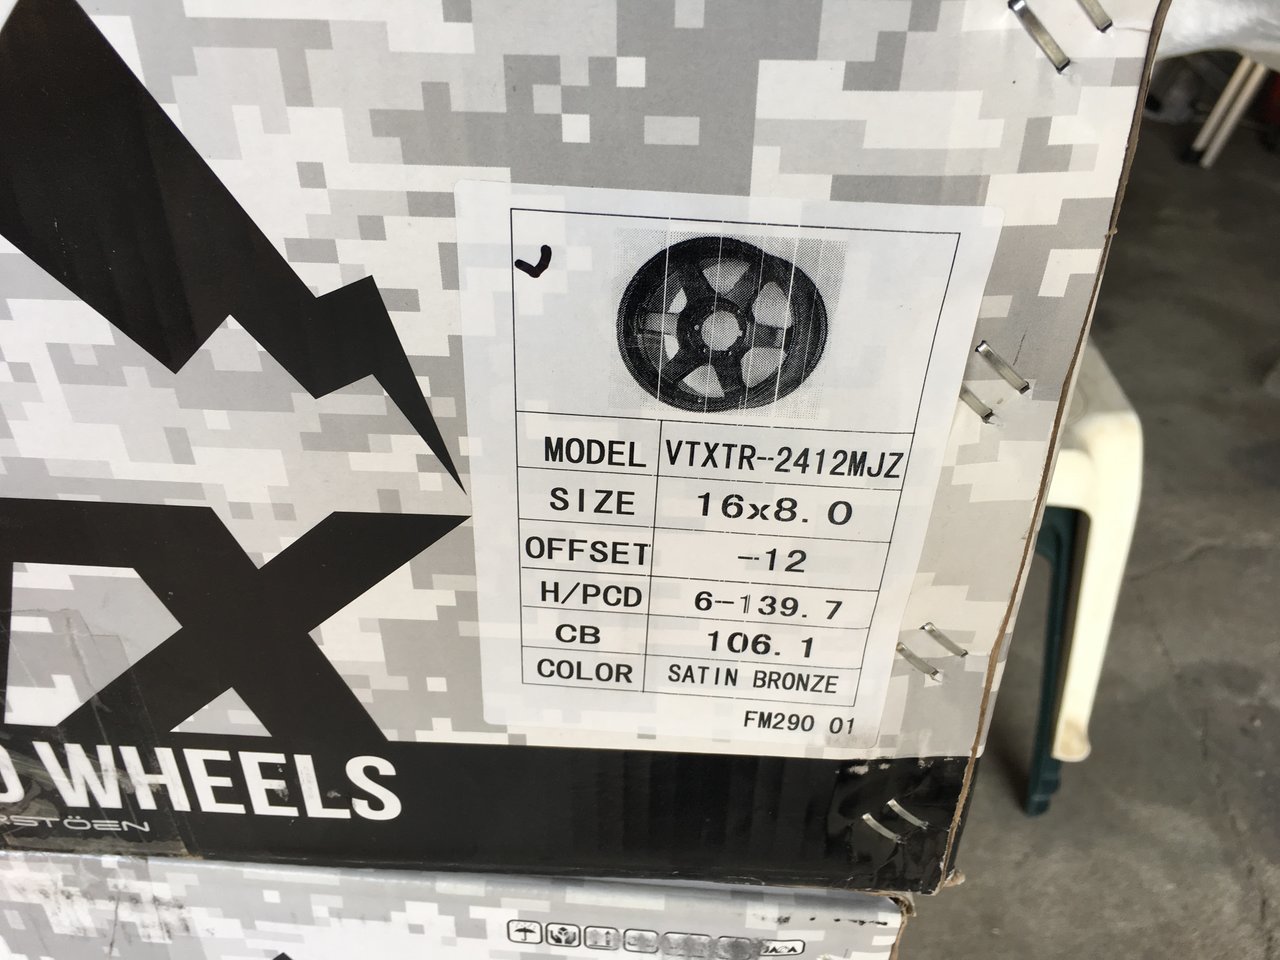 MODEL VTXTR-2412MJZ
SIZE 16x8.0
OFFSET -12
H/PCD 6-139.7
CB 106.1
COLOR SATIN BRONZE
FM290 01
X
WHEELS